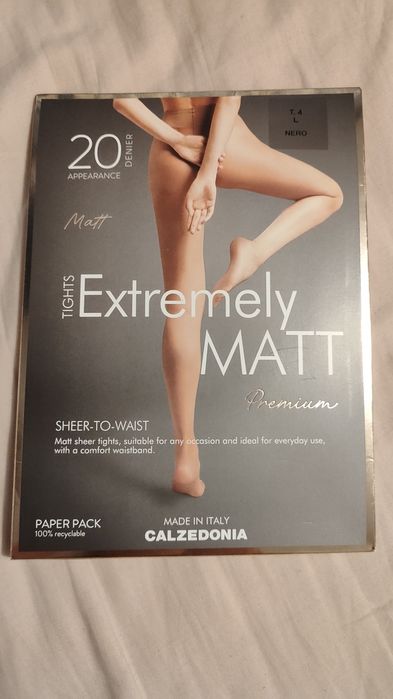 T. 4
L
NERO
20
DENIER
APPEARANCE
Matt
TIGHTS
Extremely
MATT
Premium
SHEER-TO-WAIST
Matt sheer tights, suitable for any occasion and ideal for everyday use,
with a comfort waistband.
PAPER PACK
100% recyclable
MADE IN ITALY
CALZEDONIA